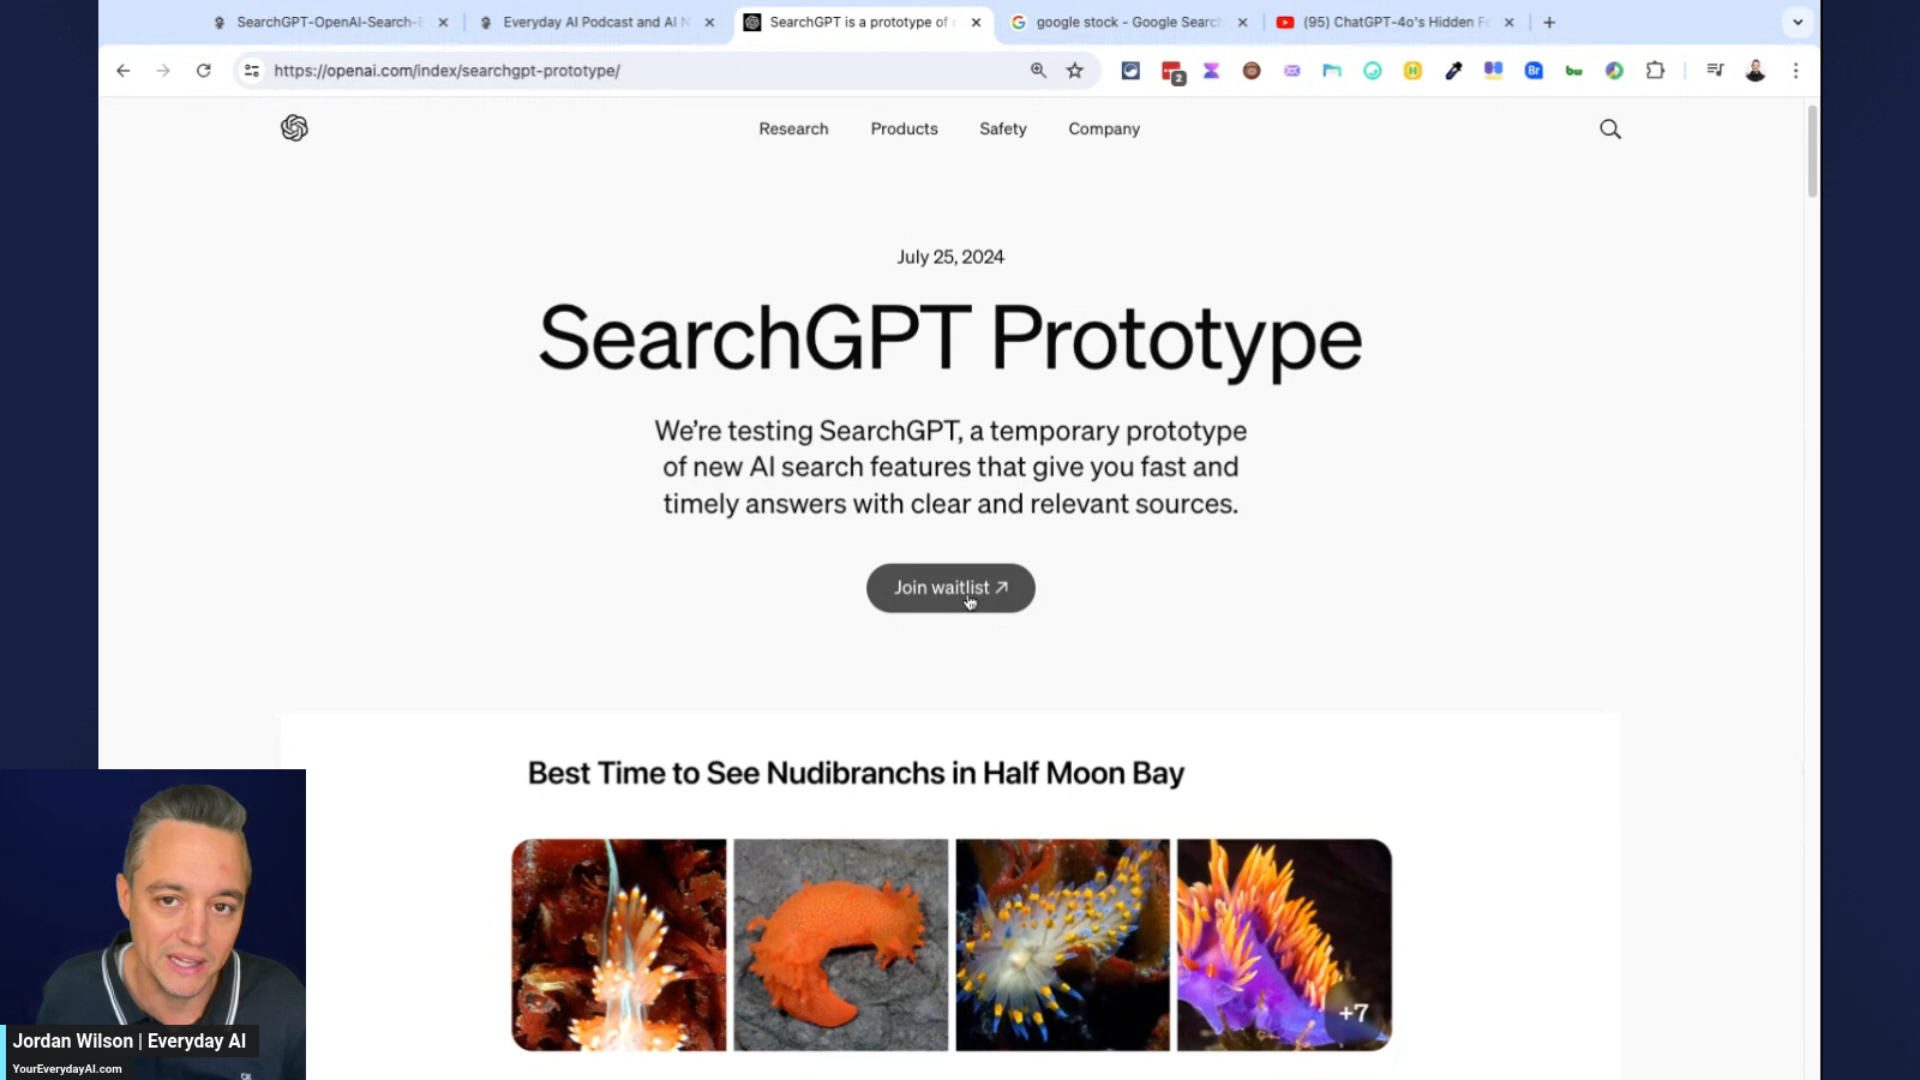 SearchGPT-OpenAI-Search-E
Everyday AI Podcast and AI N
SearchGPT is a prototype of
google stock - Google Search
(95) ChatGPT-4o's Hidden Fe
https://openai.com/index/searchgpt-prototype/
2
Br
bw
Research
Products
Safety
Company
July 25, 2024
SearchGPT Prototype
We're testing SearchGPT, a temporary prototype
of new AI search features that give you fast and
timely answers with clear and relevant sources.
Join waitlist ↗
Best Time to See Nudibranchs in Half Moon Bay
+7
Jordan Wilson | Everyday AI
YourEverydayAI.com